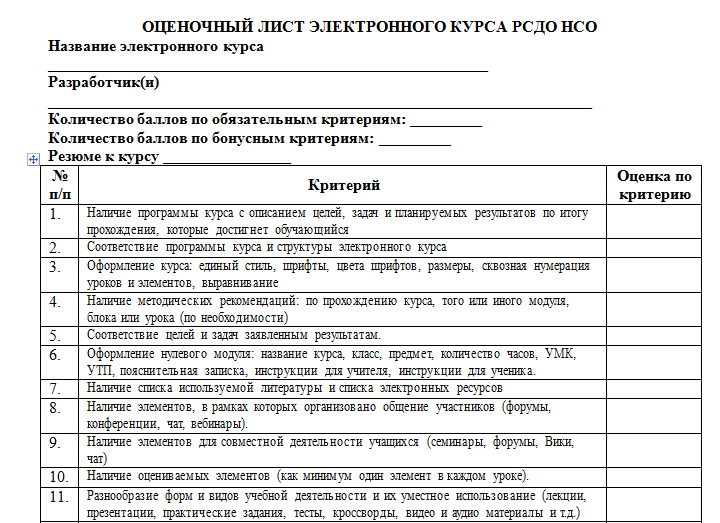 ОЦЕНОЧНЫЙ ЛИСТ ЭЛЕКТРОННОГО КУРСА РСДО НСО
Название электронного курса
Разработчик(и)
Количество баллов по обязательным критериям: _________
Количество баллов по бонусным критериям: _________
Резюме к курсу ________________
№ п/п Критерий Оценка по критерию
1. Наличие программы курса с описанием целей, задач и планируемых результатов по итогу
прохождения, которые достигнет обучающийся
2. Соответствие программы курса и структуры электронного курса
3. Оформление курса: единый стиль, шрифты, цвета шрифтов, размеры, сквозная нумерация
уроков и элементов, выравнивание
4. Наличие методических рекомендаций: по прохождению курса, того или иного модуля,
блока или урока (по необходимости)
5. Соответствие целей и задач заявленным результатам.
6. Оформление нулевого модуля: название курса, класс, предмет, количество часов, УМК,
УТП, пояснительная записка, инструкции для учителя, инструкции для ученика.
7. Наличие списка используемой литературы и списка электронных ресурсов
8. Наличие элементов, в рамках которых организовано общение участников (форумы,
конференции, чат, вебинары).
9. Наличие элементов для совместной деятельности учащихся (семинары, форумы, Вики,
чат)
10. Наличие оцениваемых элементов (как минимум один элемент в каждом уроке).
11. Разнообразие форм и видов учебной деятельности и их уместное использование (лекции,
презентации, практические задания, тесты, кроссворды, видео и аудио материалы и т.д.)